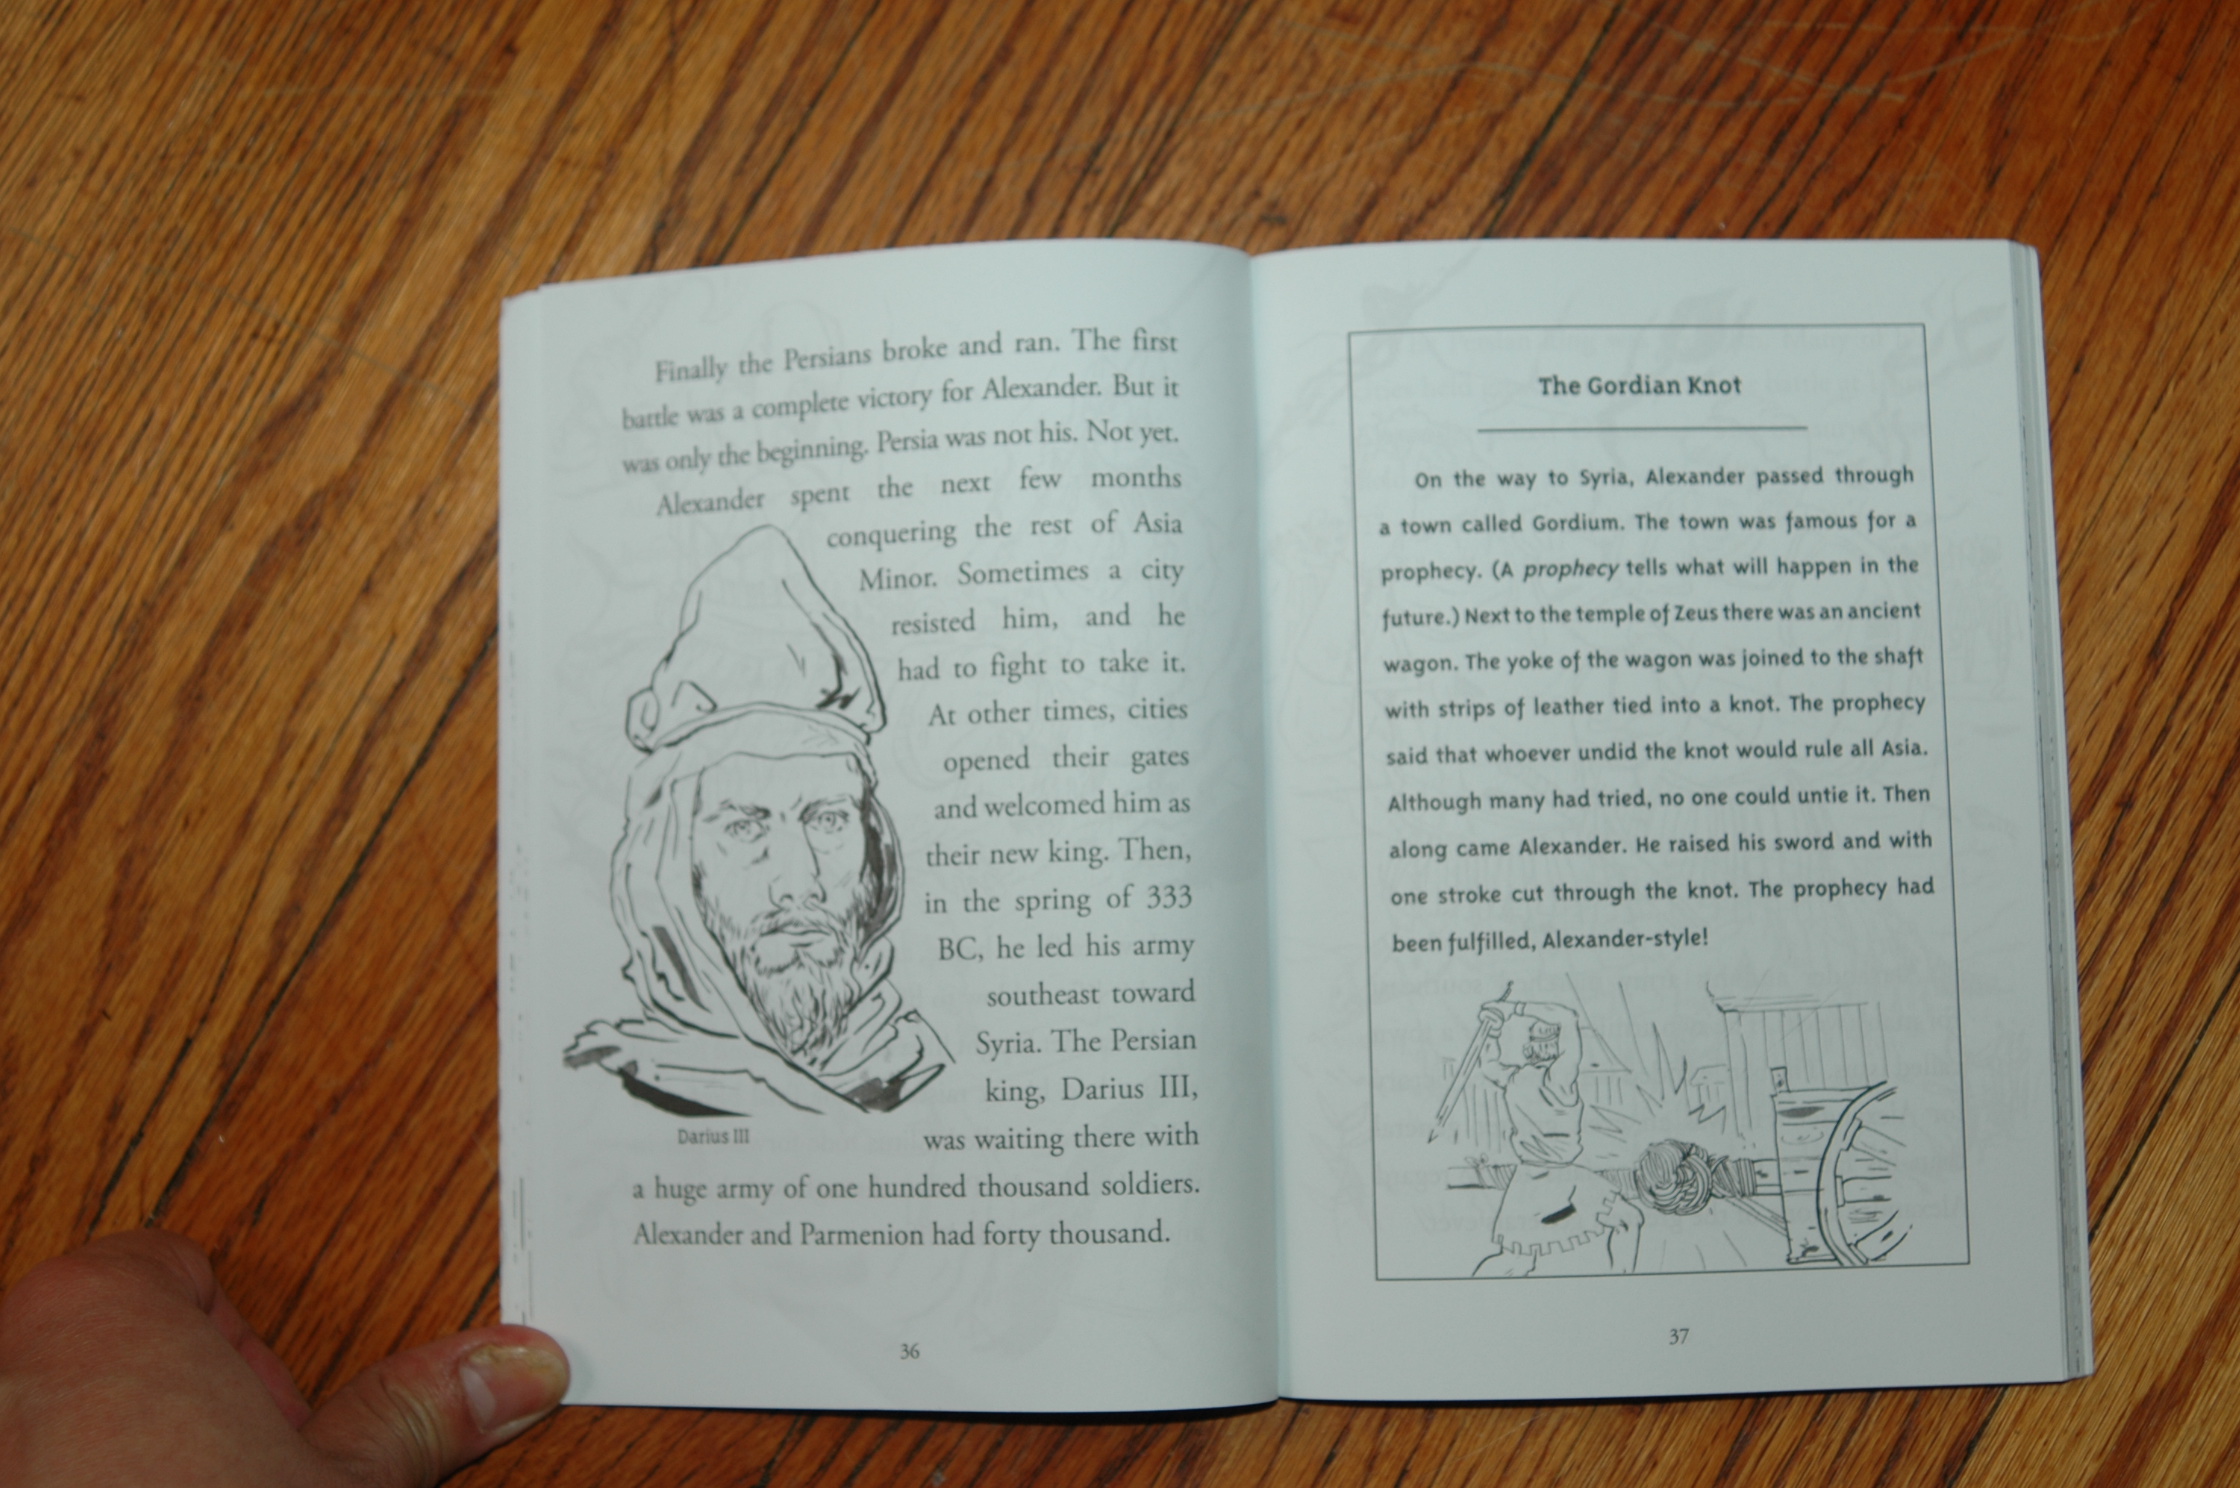 Finally the Persians broke and ran. The first
battle was a complete victory for Alexander. But it
was only the beginning. Persia was not his. Not yet.
Alexander spent the next few months
conquering the rest of Asia
Minor. Sometimes a city
resisted him, and he
had to fight to take it.
At other times, cities
opened their gates
and welcomed him as
their new king. Then,
in the spring of 333
BC, he led his army
southeast toward
Syria. The Persian
king, Darius III,
was waiting there with
Darius III
a huge army of one hundred thousand soldiers.
Alexander and Parmenion had forty thousand.
36
The Gordian Knot
On the way to Syria, Alexander passed through
a town called Gordium. The town was famous for a
prophecy. (A prophecy tells what will happen in the
future.) Next to the temple of Zeus there was an ancient
wagon. The yoke of the wagon was joined to the shaft
with strips of leather tied into a knot. The prophecy
said that whoever undid the knot would rule all Asia.
Although many had tried, no one could untie it. Then
along came Alexander. He raised his sword and with
one stroke cut through the knot. The prophecy had
been fulfilled, Alexander-style!
37